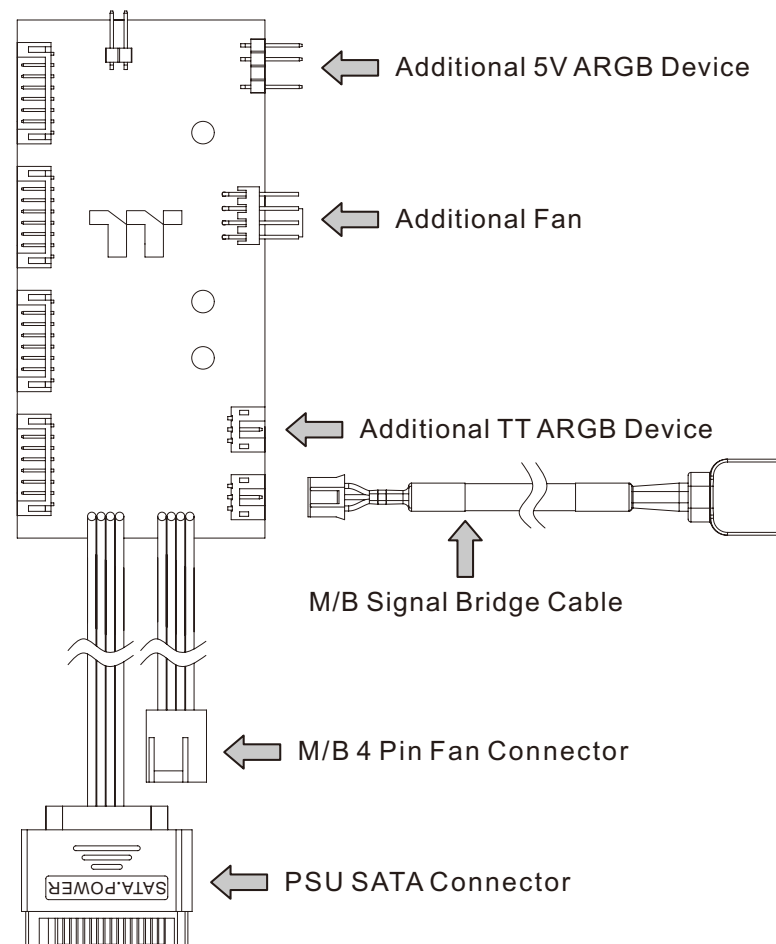 Additional 5V ARGB Device
Additional Fan
Additional TT ARGB Device
M/B Signal Bridge Cable
M/B 4 Pin Fan Connector
PSU SATA Connector
SATA.POWER